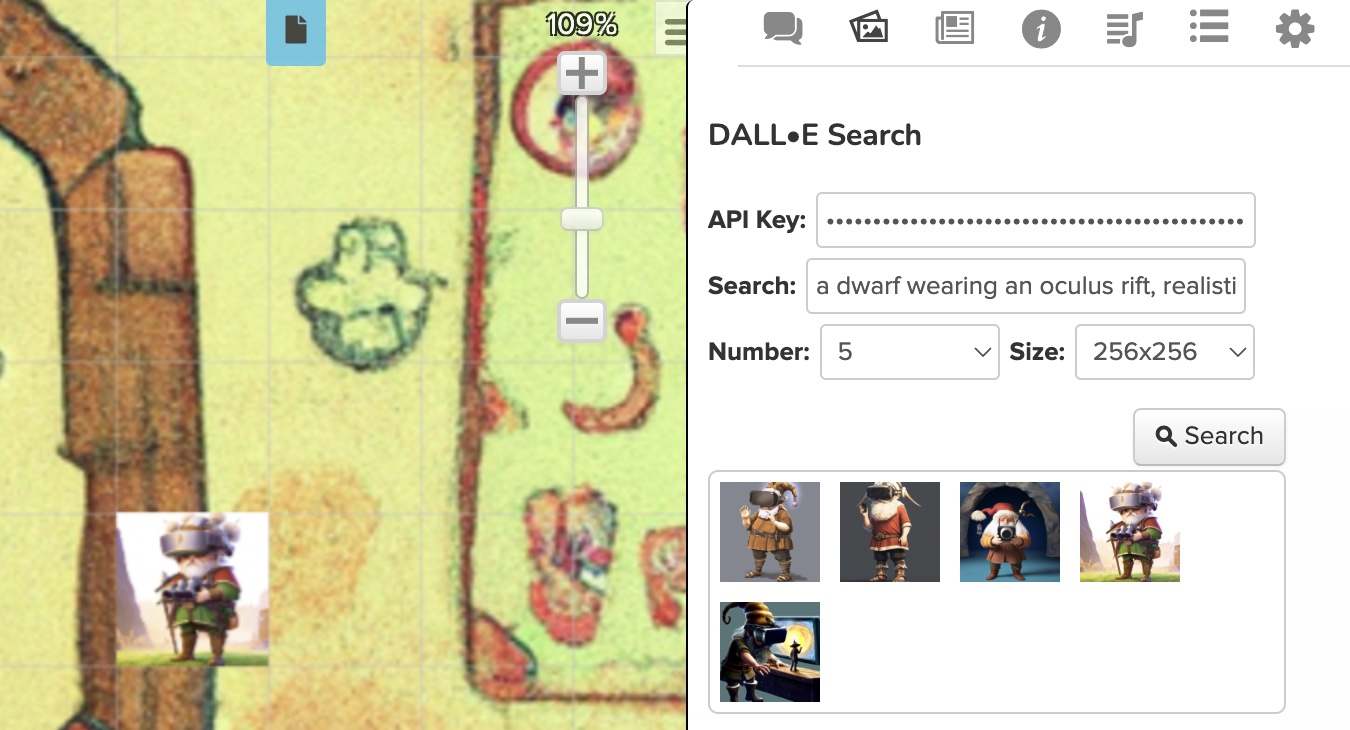 109%
DALL•E Search
API Key: ••••••••••••••••••••••••••••••••••••••••••••••
Search: a dwarf wearing an oculus rift, realisti
Number: 5 Size: 256x256
Search